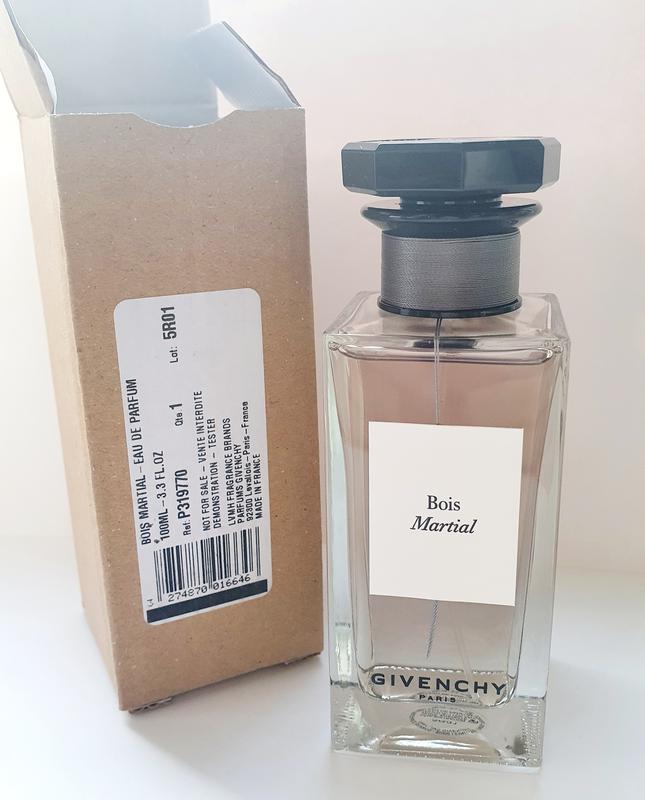 BOIS MARTIAL – EAU DE PARFUM
100ML – 3.3 FL.OZ
Ref: P319770 Qte 1 Lot: 5R01
NOT FOR SALE – VENTE INTERDITE
DEMONSTRATION – TESTER
LVMH FRAGRANCE BRANDS
PARFUMS GIVENCHY
92300 Levallois – Paris – France
MADE IN FRANCE
3 274870 016646
Bois
Martial
GIVENCHY
PARIS